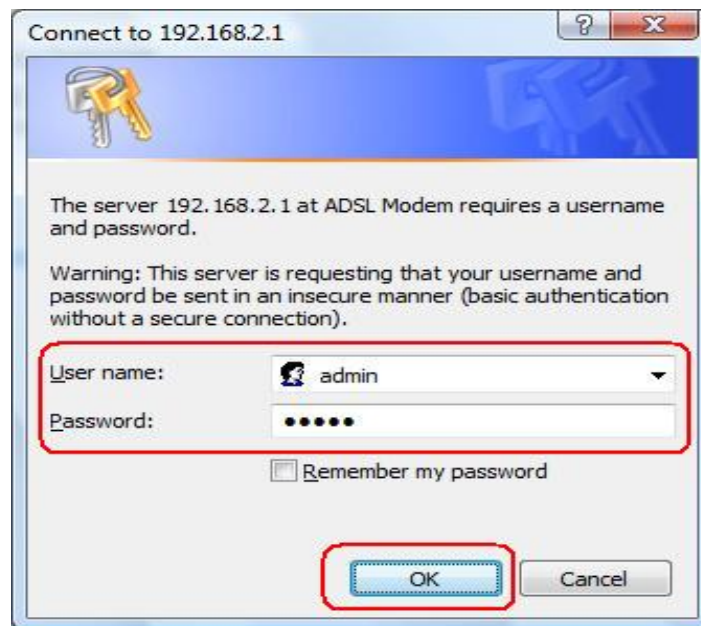 Connect to 192.168.2.1
The server 192.168.2.1 at ADSL Modem requires a username
and password.
Warning: This server is requesting that your username and
password be sent in an insecure manner (basic authentication
without a secure connection).
User name:
admin
Password:
•••••
Remember my password
OK
Cancel